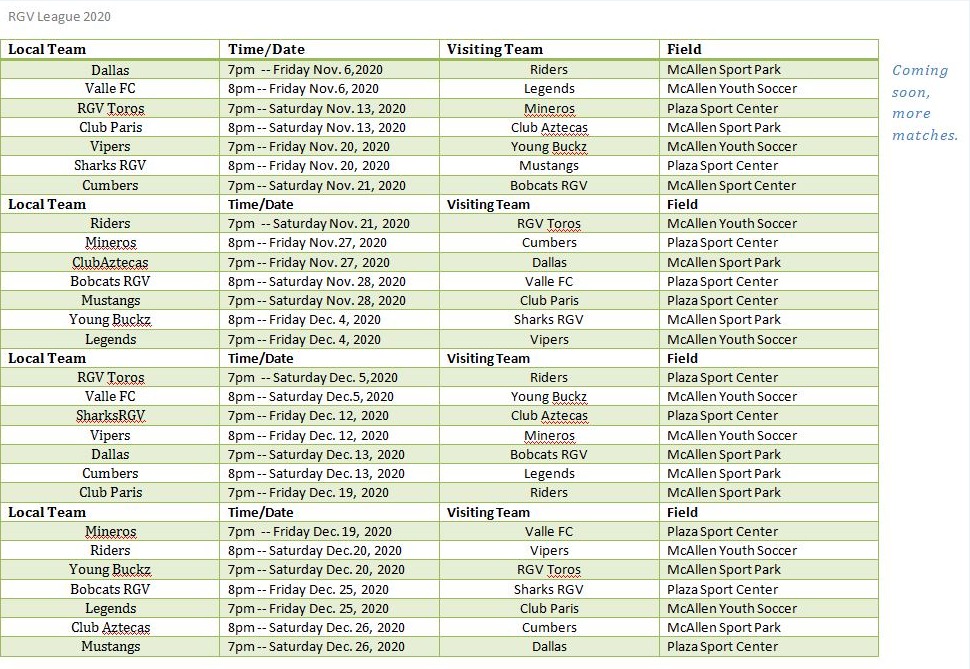 RGV League 2020
Local Team Time/Date Visiting Team Field
Dallas 7pm -- Friday Nov. 6,2020 Riders McAllen Sport Park
Valle FC 8pm -- Friday Nov.6, 2020 Legends McAllen Youth Soccer
RGV Toros 7pm -- Saturday Nov. 13, 2020 Mineros Plaza Sport Center
Club Paris 8pm -- Saturday Nov. 13, 2020 Club Aztecas McAllen Sport Park
Vipers 7pm -- Friday Nov. 20, 2020 Young Buckz McAllen Youth Soccer
Sharks RGV 8pm -- Friday Nov. 20, 2020 Mustangs Plaza Sport Center
Cumbers 7pm -- Saturday Nov. 21, 2020 Bobcats RGV McAllen Sport Center
Local Team Time/Date Visiting Team Field
Riders 7pm -- Saturday Nov. 21, 2020 RGV Toros McAllen Youth Soccer
Mineros 8pm -- Friday Nov.27, 2020 Cumbers Plaza Sport Center
ClubAztecas 7pm -- Friday Nov. 27, 2020 Dallas McAllen Sport Park
Bobcats RGV 8pm -- Saturday Nov. 28, 2020 Valle FC Plaza Sport Center
Mustangs 7pm -- Saturday Nov. 28, 2020 Club Paris Plaza Sport Center
Young Buckz 8pm -- Friday Dec. 4, 2020 Sharks RGV McAllen Sport Park
Legends 7pm -- Friday Dec. 4, 2020 Vipers McAllen Youth Soccer
Local Team Time/Date Visiting Team Field
RGV Toros 7pm -- Saturday Dec. 5,2020 Riders Plaza Sport Center
Valle FC 8pm -- Saturday Dec.5, 2020 Young Buckz McAllen Youth Soccer
SharksRGV 7pm -- Friday Dec. 12, 2020 Club Aztecas Plaza Sport Center
Vipers 8pm -- Friday Dec. 12, 2020 Mineros McAllen Youth Soccer
Dallas 7pm -- Saturday Dec. 13, 2020 Bobcats RGV McAllen Sport Park
Cumbers 8pm -- Saturday Dec. 13, 2020 Legends McAllen Sport Park
Club Paris 7pm -- Friday Dec. 19, 2020 Riders McAllen Sport Park
Local Team Time/Date Visiting Team Field
Mineros 7pm -- Friday Dec. 19, 2020 Valle FC Plaza Sport Center
Riders 8pm -- Saturday Dec.20, 2020 Vipers McAllen Youth Soccer
Young Buckz 7pm -- Saturday Dec. 20, 2020 RGV Toros McAllen Sport Park
Bobcats RGV 8pm -- Friday Dec. 25, 2020 Sharks RGV Plaza Sport Center
Legends 7pm -- Friday Dec. 25, 2020 Club Paris McAllen Youth Soccer
Club Aztecas 8pm -- Saturday Dec. 26, 2020 Cumbers McAllen Sport Park
Mustangs 7pm -- Saturday Dec. 26, 2020 Dallas McAllen Sport Park
Coming
soon,
more
matches.